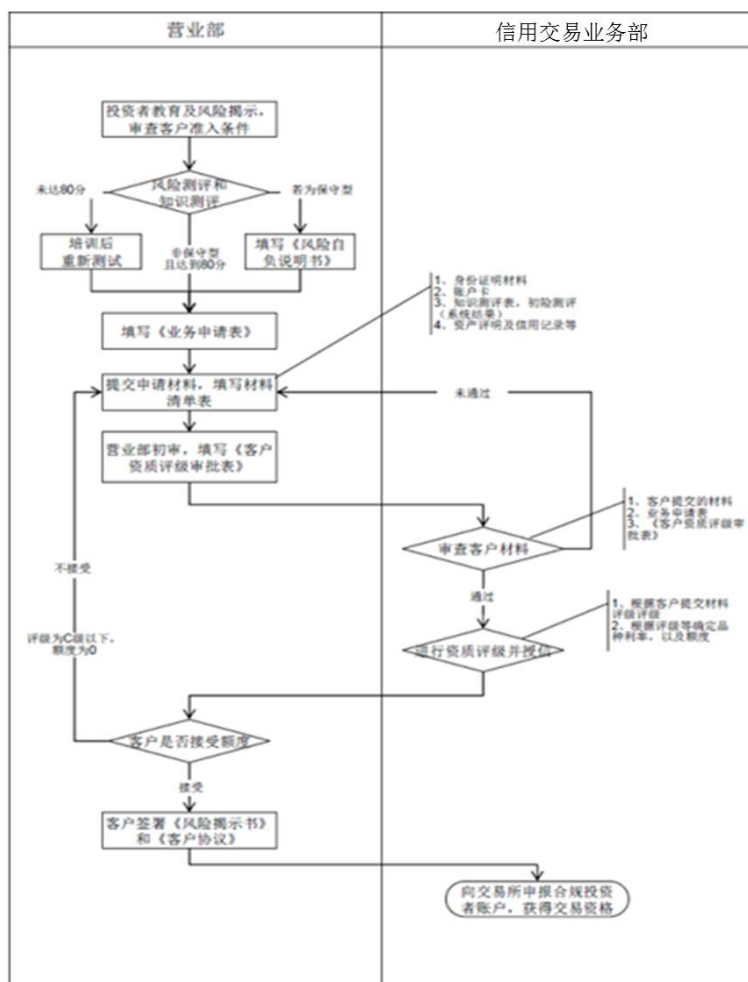 营业部
信用交易业务部
投资者教育及风险揭示，
审查客户准入条件
未达80分
风险测评和
知识测评
若为保守型
培训后
重新测试
非保守型
且达到80分
填写《风险自
负说明书》
填写《业务申请表》
1、身份证明材料
2、账户卡
3、知识测评表，初险测评
（系统结果）
4、资产评明及信用记录等
提交申请材料，填写材料
清单表
未通过
营业部初审，填写《客户
资质评级审批表》
1、客户提交的材料
2、业务申请表
3、《客户资质评级审
批表》
审查客户材料
不接受
通过
1、根据客户提交材料
评级评级
2、根据评级等确定品
种利率，以及额度
评级为C级以下，
额度为0
进行资质评级并授信
客户是否接受额度
接受
客户签署《风险揭示书》
和《客户协议》
向交易所申报合规投资
者账户，获得交易资格